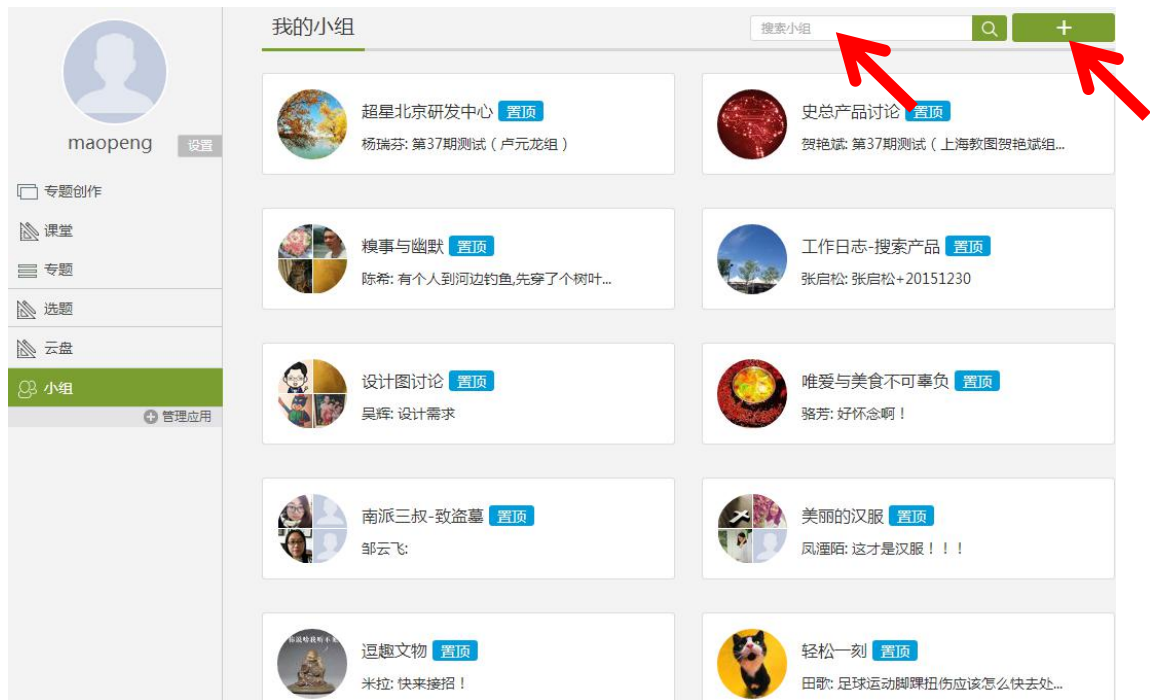 我的小组
搜索小组
+
maopeng
设置
专题创作
课堂
专题
选题
云盘
小组
管理应用
超星北京研发中心 置顶
杨瑞芬: 第37期测试（卢元龙组）
史总产品讨论 置顶
贺艳斌: 第37期测试（上海教图贺艳斌组...
糗事与幽默 置顶
陈希: 有个人到河边钓鱼,先穿了个树叶...
工作日志-搜索产品 置顶
张启松: 张启松+20151230
设计图讨论 置顶
吴辉: 设计需求
唯爱与美食不可辜负 置顶
骆芳: 好怀念啊！
南派三叔-致盗墓 置顶
邹云飞:
美丽的汉服 置顶
凤湮陌: 这才是汉服！！！
逗趣文物 置顶
米拉: 快来接招！
轻松一刻 置顶
田歌: 足球运动脚踝扭伤应该怎么快去处...